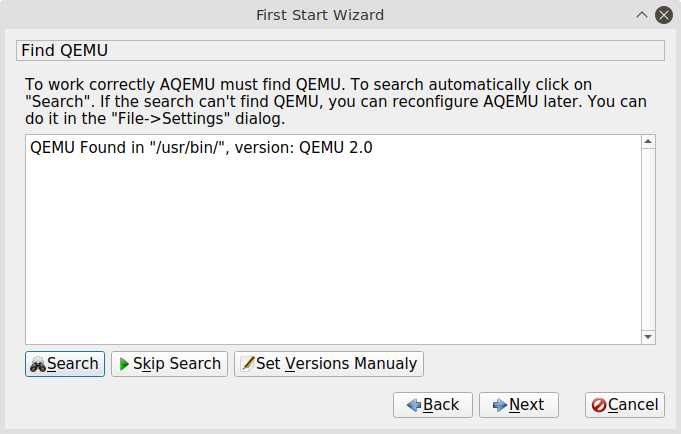 First Start Wizard
Find QEMU
To work correctly AQEMU must find QEMU. To search automatically click on
"Search". If the search can't find QEMU, you can reconfigure AQEMU later. You can
do it in the "File->Settings" dialog.
QEMU Found in "/usr/bin/", version: QEMU 2.0
Search Skip Search Set Versions Manualy
Back Next Cancel